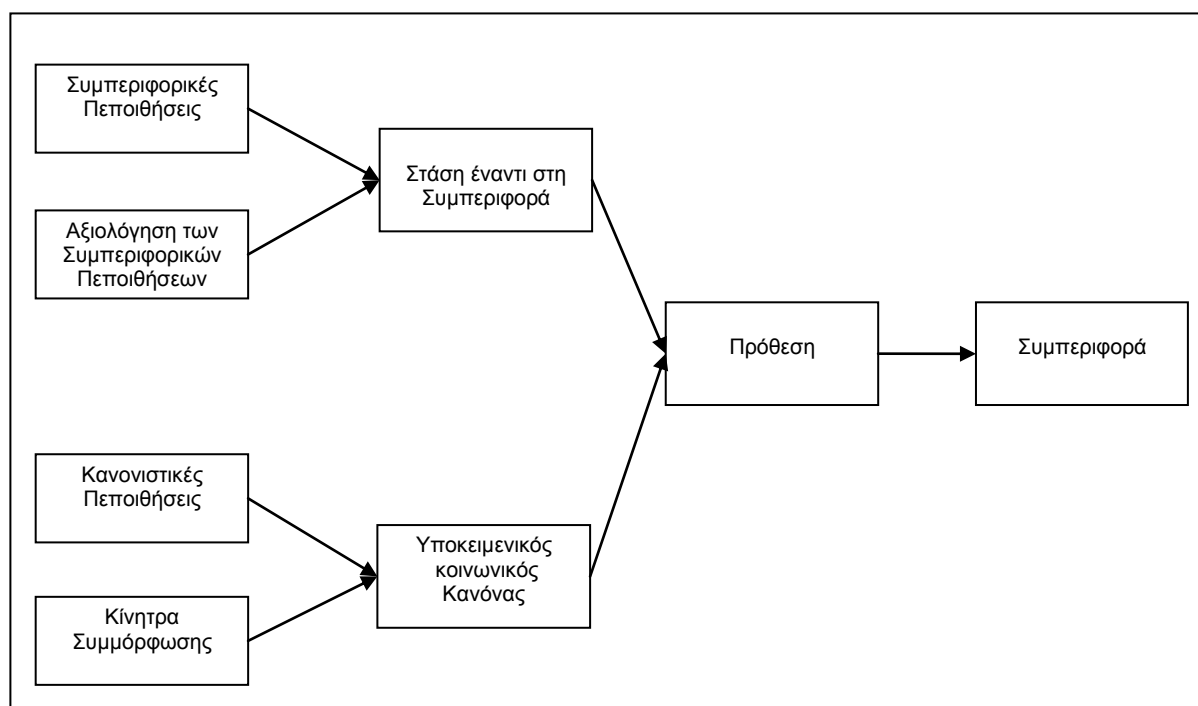 Συμπεριφορικές
Πεποιθήσεις
Αξιολόγηση των
Συμπεριφορικών
Πεποιθήσεων
Στάση έναντι στη
Συμπεριφορά
Πρόθεση
Συμπεριφορά
Κανονιστικές
Πεποιθήσεις
Κίνητρα
Συμμόρφωσης
Υποκειμενικός
κοινωνικός
Κανόνας